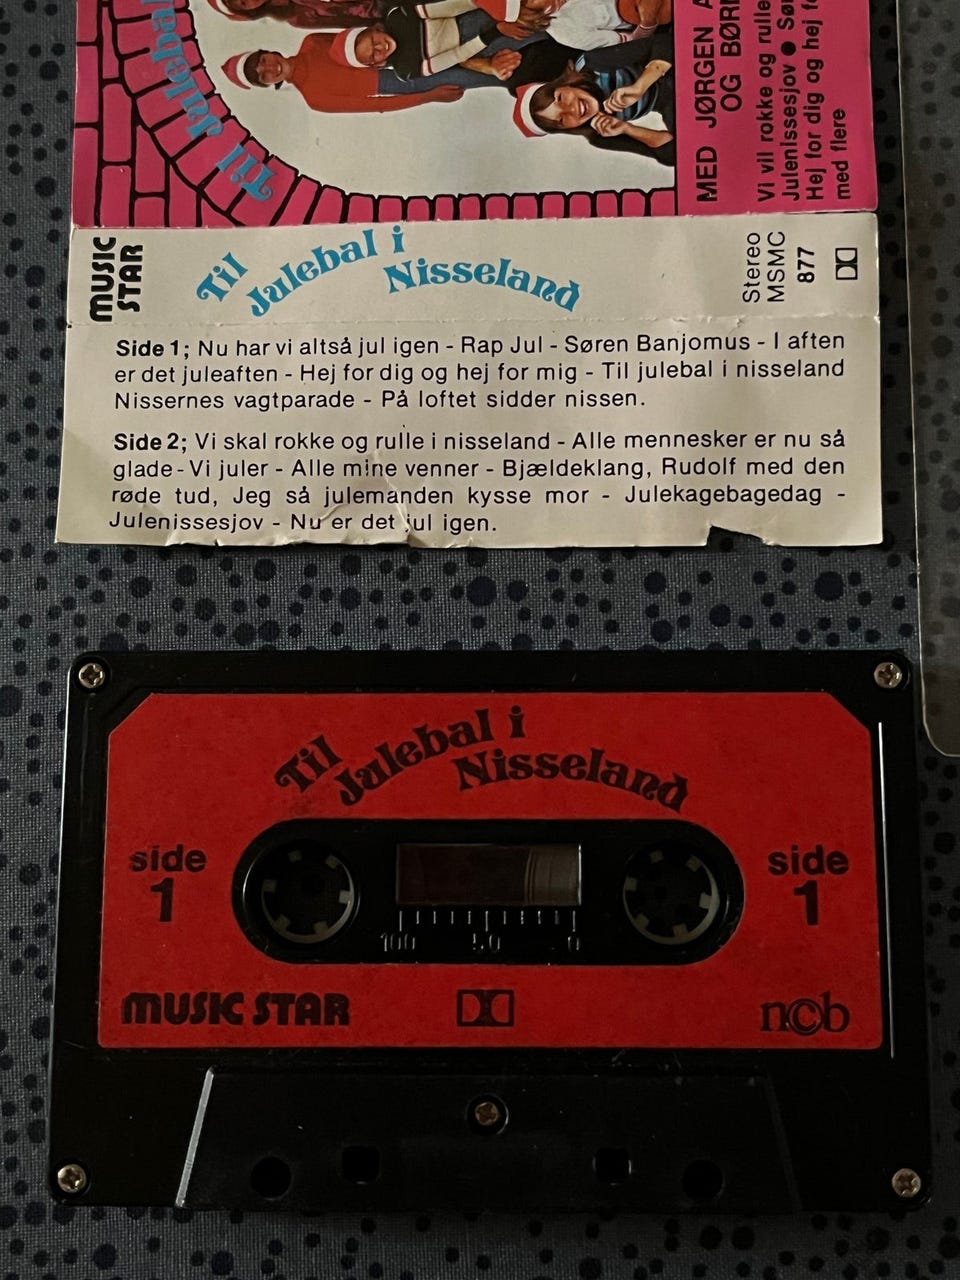 Til Julebal
MED JØRGEN
OG BØRN
Vi vil rokke og rulle
Julenissesjov ●
Hej for dig og hej
med flere
MUSIC
STAR
Til
Julebal i
Nisseland
Stereo
MSMC
877
Side 1; Nu har vi altså jul igen - Rap Jul - Søren Banjomus - I aften
er det juleaften - Hej for dig og hej for mig - Til julebal i nisseland
Nissernes vagtparade - På loftet sidder nissen.
Side 2; Vi skal rokke og rulle i nisseland - Alle mennesker er nu så
glade - Vi juler - Alle mine venner - Bjældeklang, Rudolf med den
røde tud, Jeg så julemanden kysse mor - Julekagebagedag -
Julenissesjov - Nu er det jul igen.
Til
Julebal i
Nisseland
side
1
side
1
100 50 0
MUSIC STAR
ncb